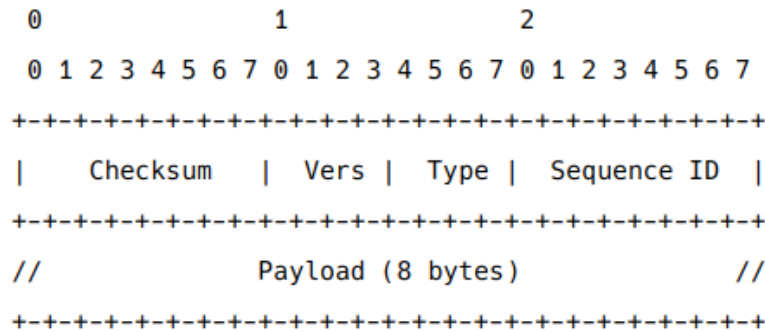 0               1               2
0 1 2 3 4 5 6 7 0 1 2 3 4 5 6 7 0 1 2 3 4 5 6 7
+-+-+-+-+-+-+-+-+-+-+-+-+-+-+-+-+-+-+-+-+-+-+-+-+
|    Checksum   |  Vers |  Type |  Sequence ID  |
+-+-+-+-+-+-+-+-+-+-+-+-+-+-+-+-+-+-+-+-+-+-+-+-+
//              Payload (8 bytes)              //
+-+-+-+-+-+-+-+-+-+-+-+-+-+-+-+-+-+-+-+-+-+-+-+-+